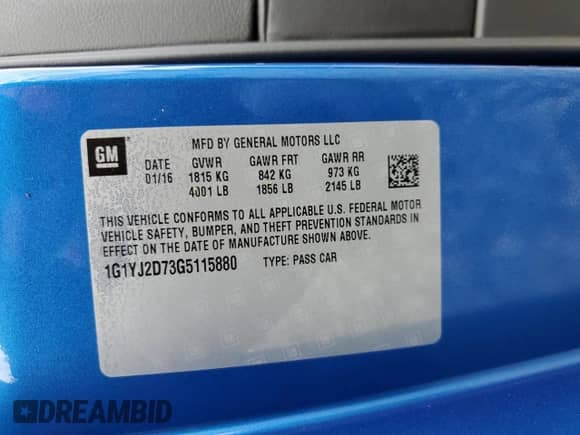 GM
MFD BY GENERAL MOTORS LLC
DATE GVWR GAWR FRT GAWR RR
01/16 1815 KG 842 KG 973 KG
4001 LB 1856 LB 2145 LB
THIS VEHICLE CONFORMS TO ALL APPLICABLE U.S. FEDERAL MOTOR
VEHICLE SAFETY, BUMPER, AND THEFT PREVENTION STANDARDS IN
EFFECT ON THE DATE OF MANUFACTURE SHOWN ABOVE.
1G1YJ2D73G5115880 TYPE: PASS CAR
DREAMBID